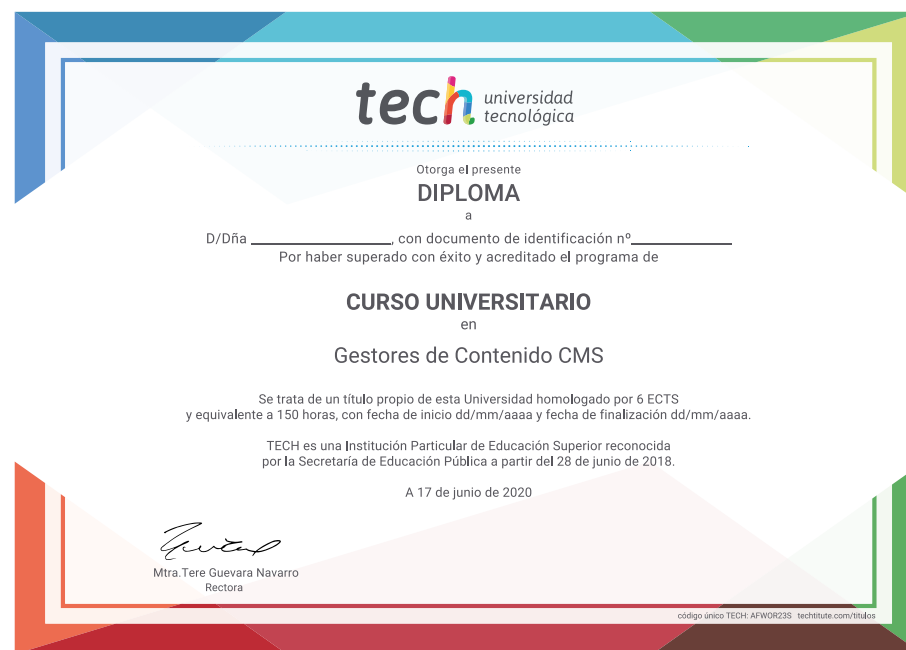 tech universidad
tecnológica
Otorga el presente
DIPLOMA
a
D/Dña ____________________, con documento de identificación nº______________
Por haber superado con éxito y acreditado el programa de
CURSO UNIVERSITARIO
en
Gestores de Contenido CMS
Se trata de un título propio de esta Universidad homologado por 6 ECTS
y equivalente a 150 horas, con fecha de inicio dd/mm/aaaa y fecha de finalización dd/mm/aaaa.
TECH es una Institución Particular de Educación Superior reconocida
por la Secretaría de Educación Pública a partir del 28 de junio de 2018.
A 17 de junio de 2020
Mtra.Tere Guevara Navarro
Rectora
código único TECH: AFWOR23S techtitute.com/titulos